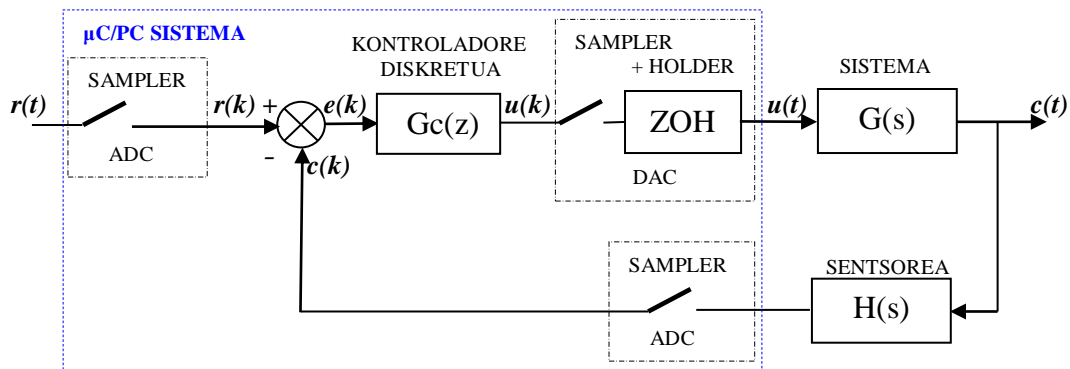 µC/PC SISTEMA
SAMPLER
ADC
r(t)
r(k)
+
-
e(k)
c(k)
KONTROLADORE
DISKRETUA
Gc(z)
u(k)
SAMPLER
+ HOLDER
ZOH
DAC
u(t)
SISTEMA
G(s)
c(t)
SAMPLER
ADC
SENTSOREA
H(s)